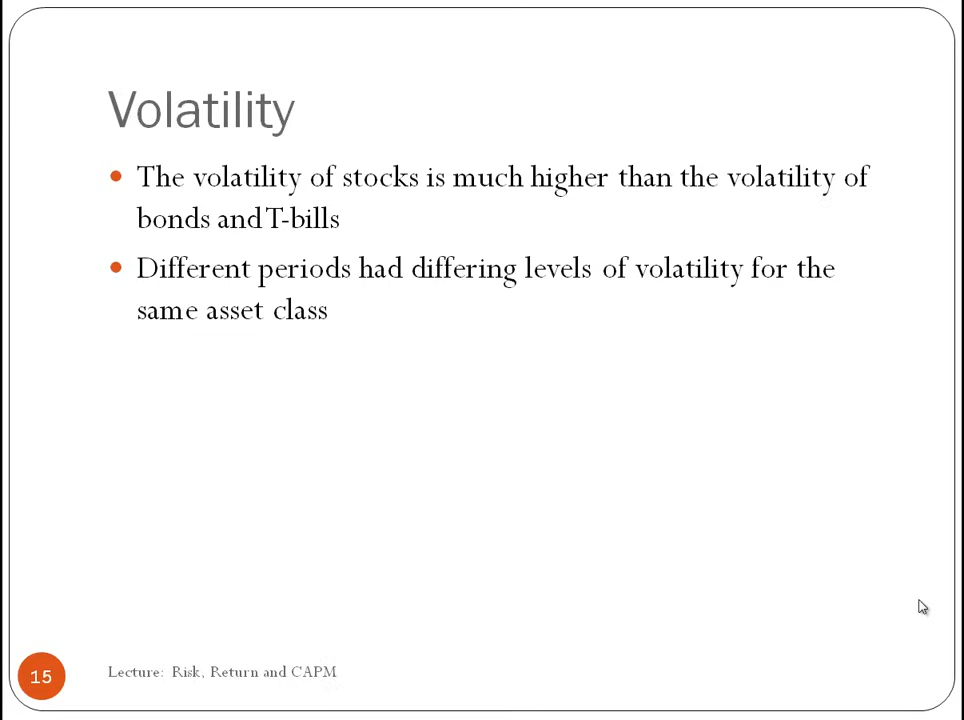 Volatility
The volatility of stocks is much higher than the volatility of
bonds and T-bills
Different periods had differing levels of volatility for the
same asset class
15
Lecture: Risk, Return and CAPM